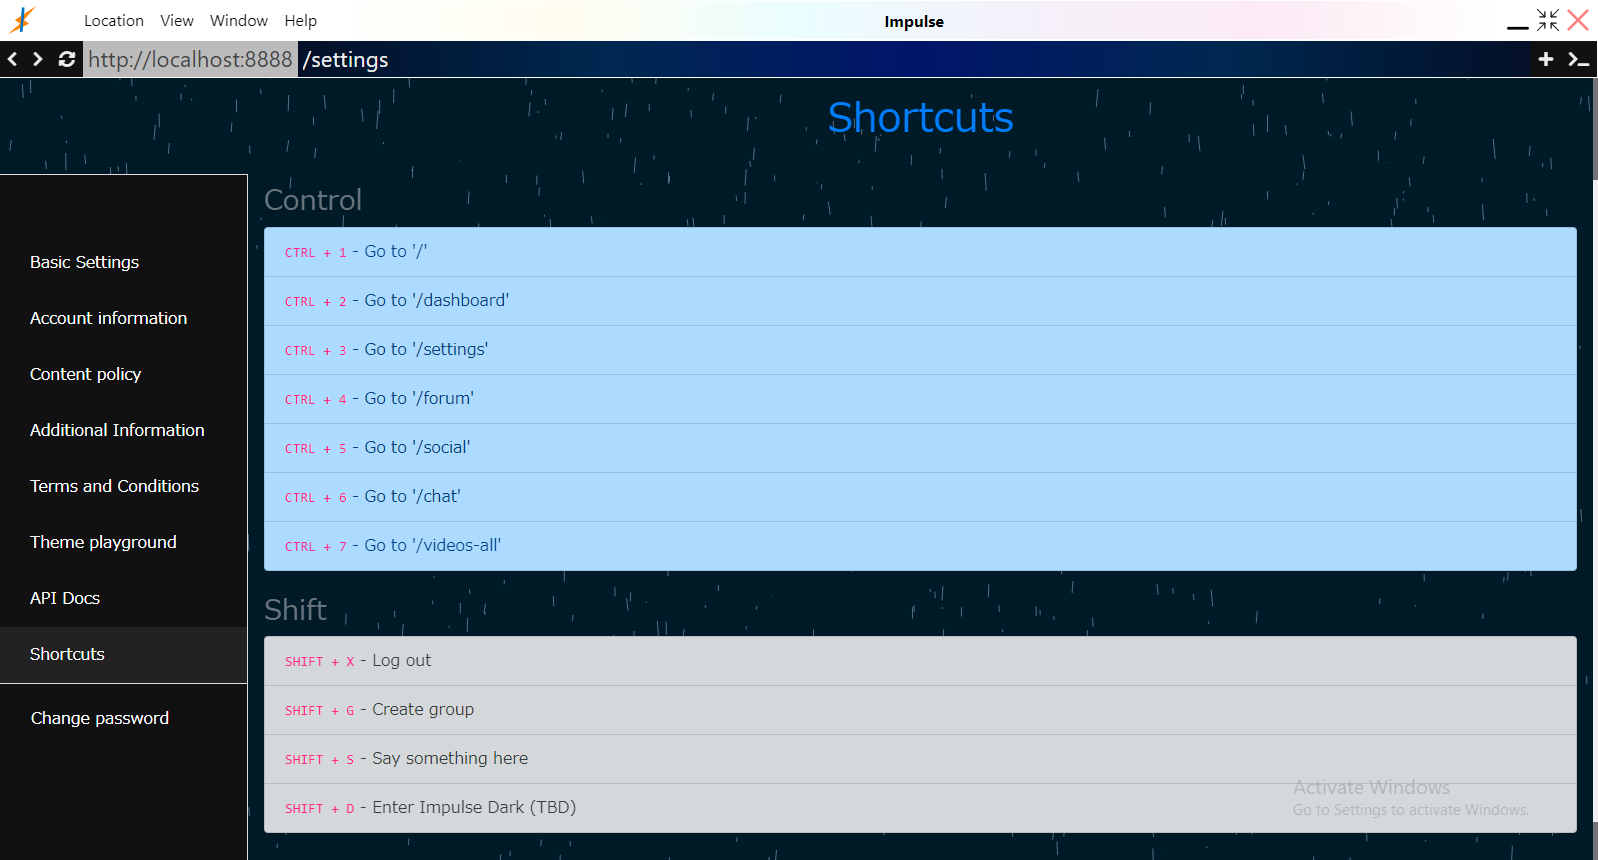 Location View Window Help
Impulse
http://localhost:8888 /settings
Shortcuts
Basic Settings
Account information
Content policy
Additional Information
Terms and Conditions
Theme playground
API Docs
Shortcuts
Change password
Control
CTRL + 1 - Go to '/'
CTRL + 2 - Go to '/dashboard'
CTRL + 3 - Go to '/settings'
CTRL + 4 - Go to '/forum'
CTRL + 5 - Go to '/social'
CTRL + 6 - Go to '/chat'
CTRL + 7 - Go to '/videos-all'
Shift
SHIFT + X - Log out
SHIFT + G - Create group
SHIFT + S - Say something here
SHIFT + D - Enter Impulse Dark (TBD)
Activate Windows
Go to Settings to activate Windows.